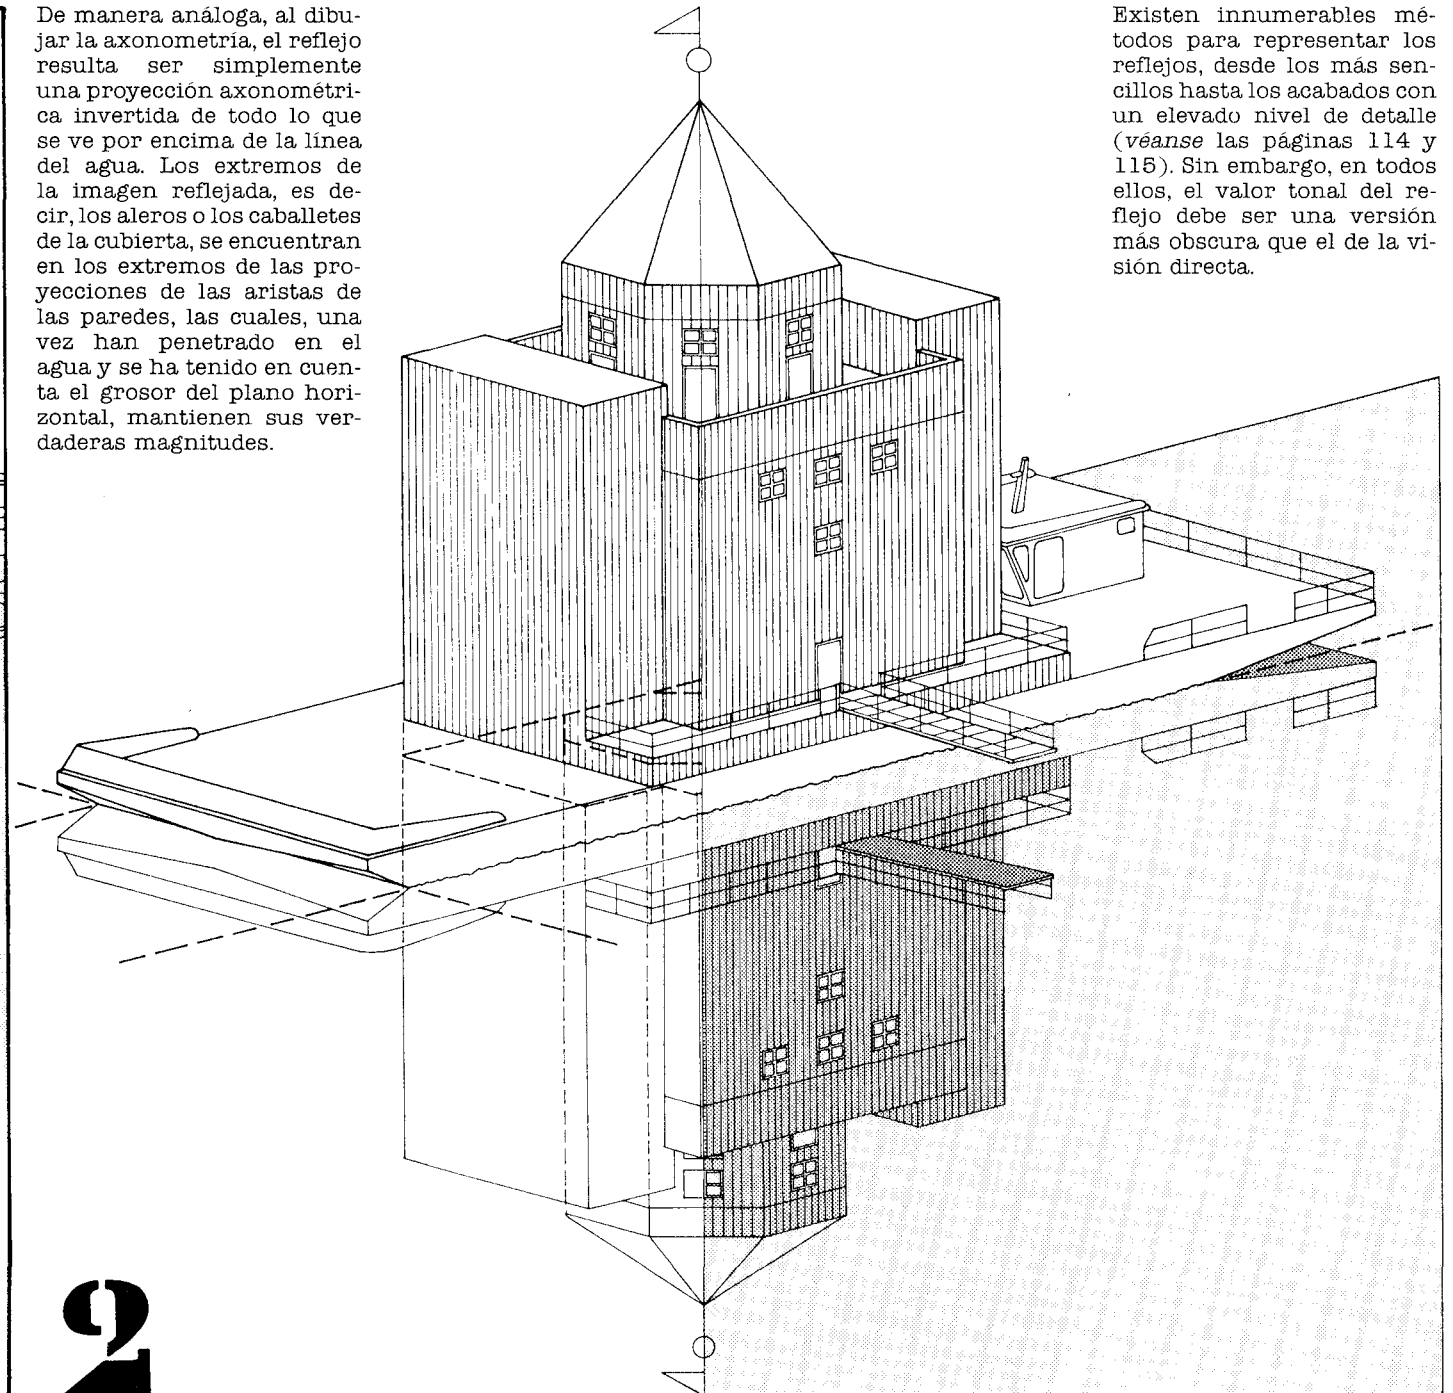 De manera análoga, al dibu-
jar la axonometría, el reflejo
resulta ser simplemente
una proyección axonométri-
ca invertida de todo lo que
se ve por encima de la línea
del agua. Los extremos de
la imagen reflejada, es de-
cir, los aleros o los caballetes
de la cubierta, se encuentran
en los extremos de las pro-
yecciones de las aristas de
las paredes, las cuales, una
vez han penetrado en el
agua y se ha tenido en cuen-
ta el grosor del plano hori-
zontal, mantienen sus ver-
daderas magnitudes.
Existen innumerables mé-
todos para representar los
reflejos, desde los más sen-
cillos hasta los acabados con
un elevado nivel de detalle
(véanse las páginas 114 y
115). Sin embargo, en todos
ellos, el valor tonal del re-
flejo debe ser una versión
más obscura que el de la vi-
sión directa.
2